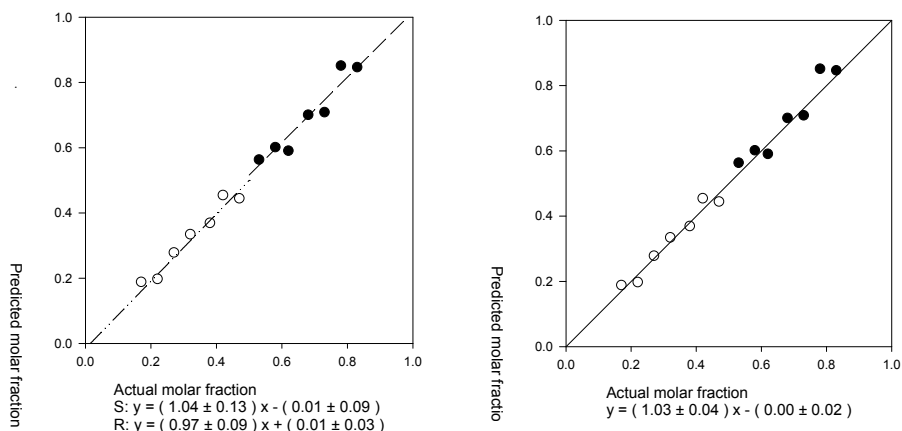 1.0
0.8
0.6
0.4
0.2
0.0
0.0 0.2 0.4 0.6 0.8 1.0
Predicted molar fraction
Actual molar fraction
S: y = ( 1.04 ± 0.13 ) x - ( 0.01 ± 0.09 )
R: y = ( 0.97 ± 0.09 ) x + ( 0.01 ± 0.03 )
1.0
0.8
0.6
0.4
0.2
0.0
0.0 0.2 0.4 0.6 0.8 1.0
Predicted molar fractio
Actual molar fraction
y = ( 1.03 ± 0.04 ) x - ( 0.00 ± 0.02 )